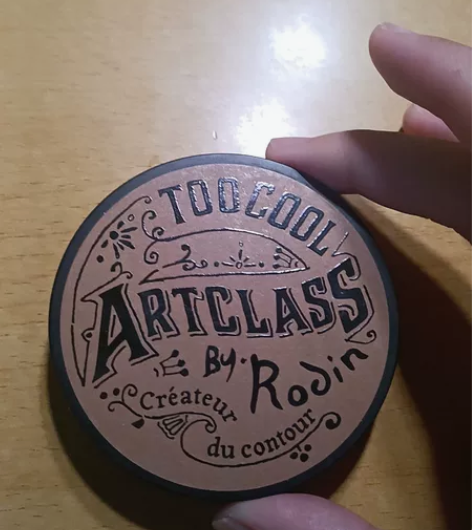 TOO COOL
ARTCLASS
BY. Rodin
Créateur
du contour